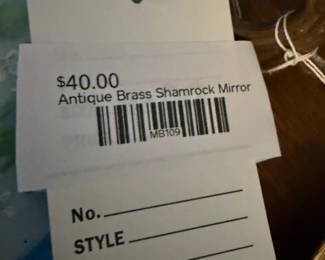 $40.00
Antique Brass Shamrock Mirror
MB109
No.
STYLE